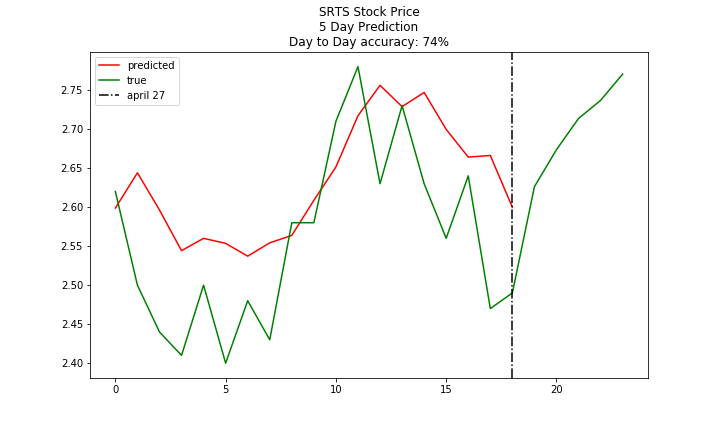 SRTS Stock Price
5 Day Prediction
Day to Day accuracy: 74%
predicted
true
april 27
2.75
2.70
2.65
2.60
2.55
2.50
2.45
2.40
0 5 10 15 20